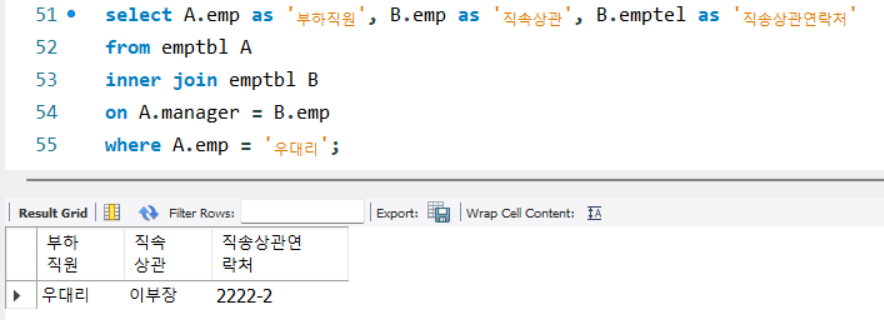 51 select A.emp as '부하직원', B.emp as '직속상관', B.emptel as '직송상관연락처'
52 from emptbl A
53 inner join emptbl B
54 on A.manager = B.emp
55 where A.emp = '우대리';
Result Grid Filter Rows: Export: Wrap Cell Content:
부하 직속 직송상관연
직원 상관 락처
우대리 이부장 2222-2